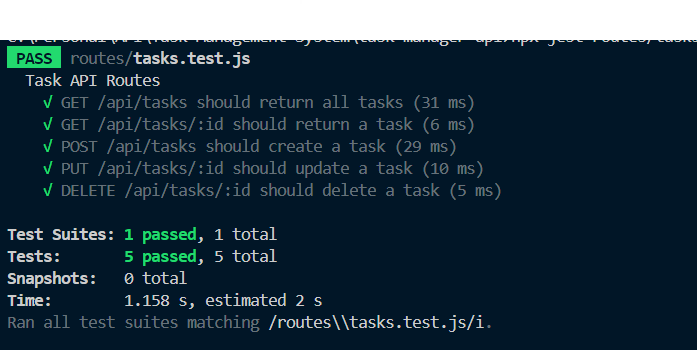 PASS routes/tasks.test.js
Task API Routes
√ GET /api/tasks should return all tasks (31 ms)
√ GET /api/tasks/:id should return a task (6 ms)
√ POST /api/tasks should create a task (29 ms)
√ PUT /api/tasks/:id should update a task (10 ms)
√ DELETE /api/tasks/:id should delete a task (5 ms)
Test Suites: 1 passed, 1 total
Tests: 5 passed, 5 total
Snapshots: 0 total
Time: 1.158 s, estimated 2 s
Ran all test suites matching /routes\\tasks.test.js/i.